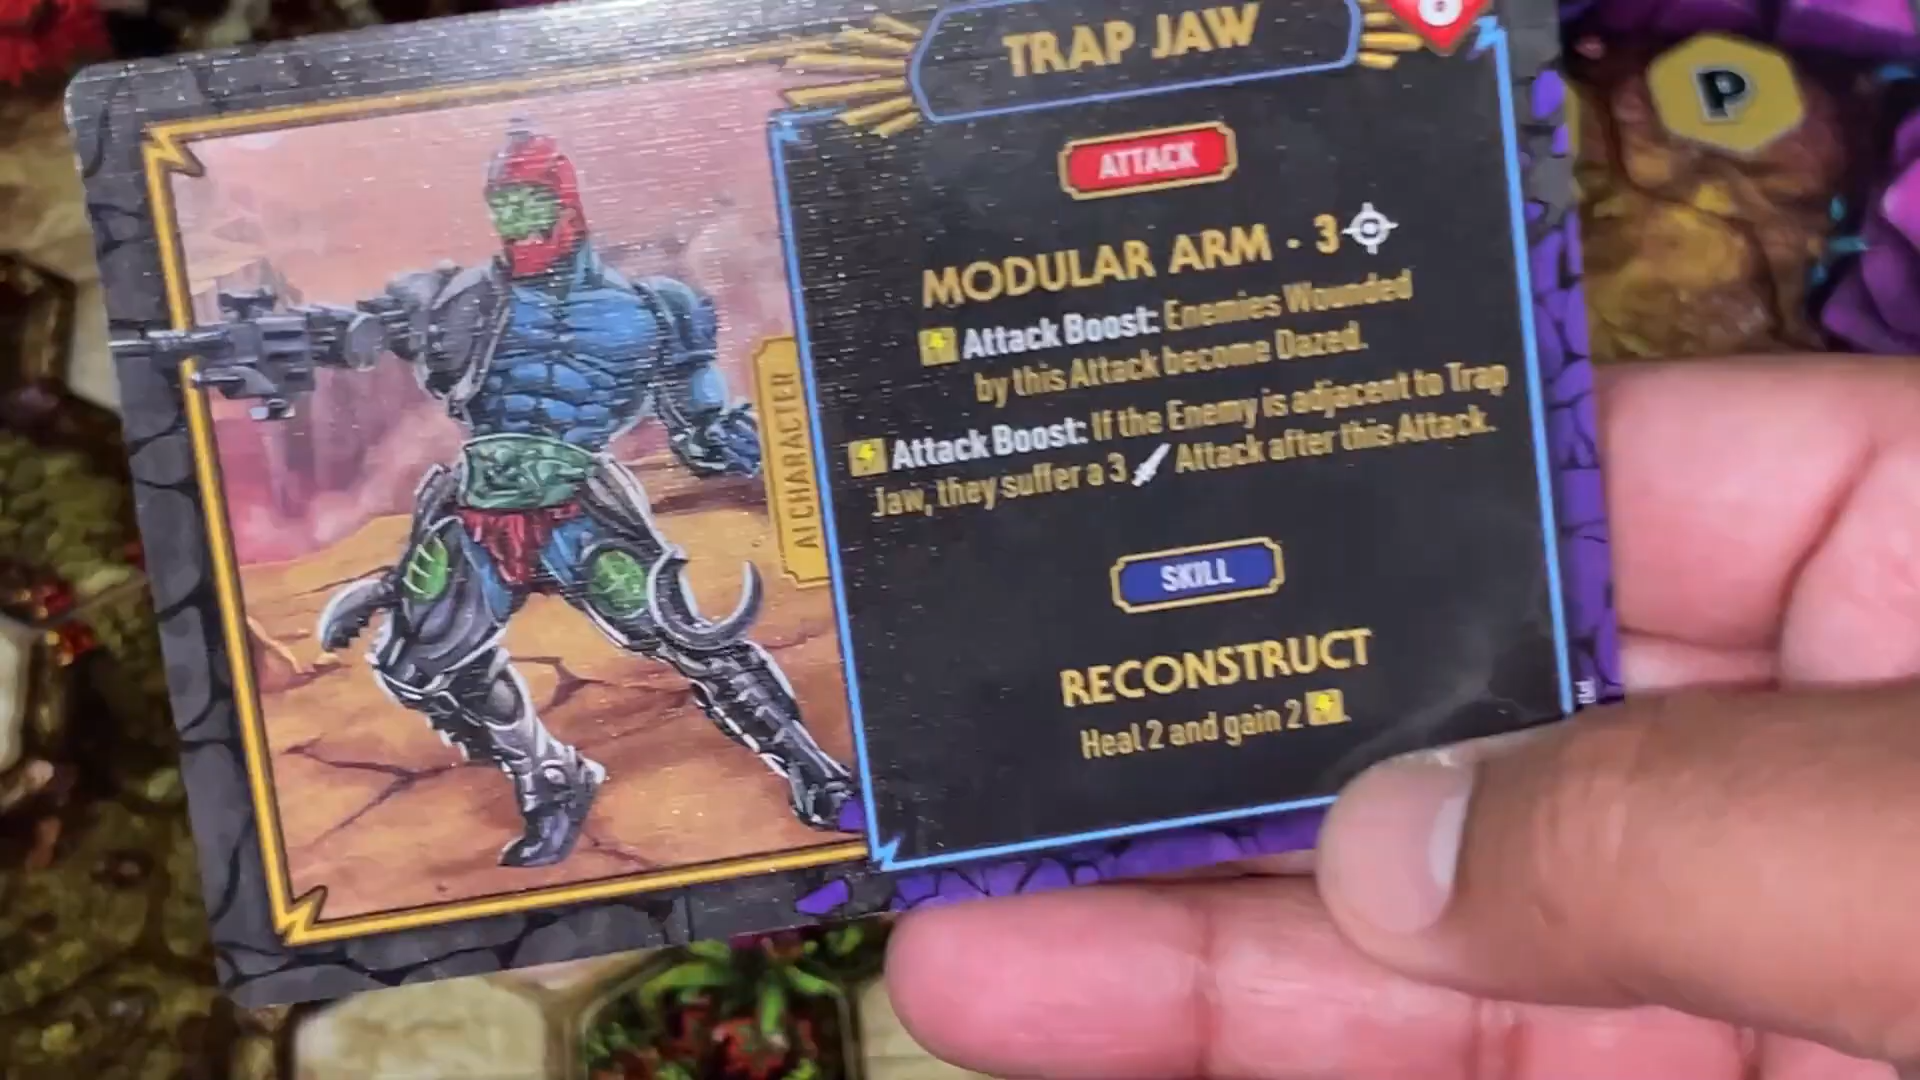 TRAP JAW
P
ATTACK
MODULAR ARM - 3
Attack Boost: Enemies Wounded
by this Attack become Dazed.
Attack Boost: If the Enemy is adjacent to Trap
Jaw, they suffer a 3 Attack after this Attack.
AI CHARACTER
SKILL
RECONSTRUCT
Heal 2 and gain 2 .